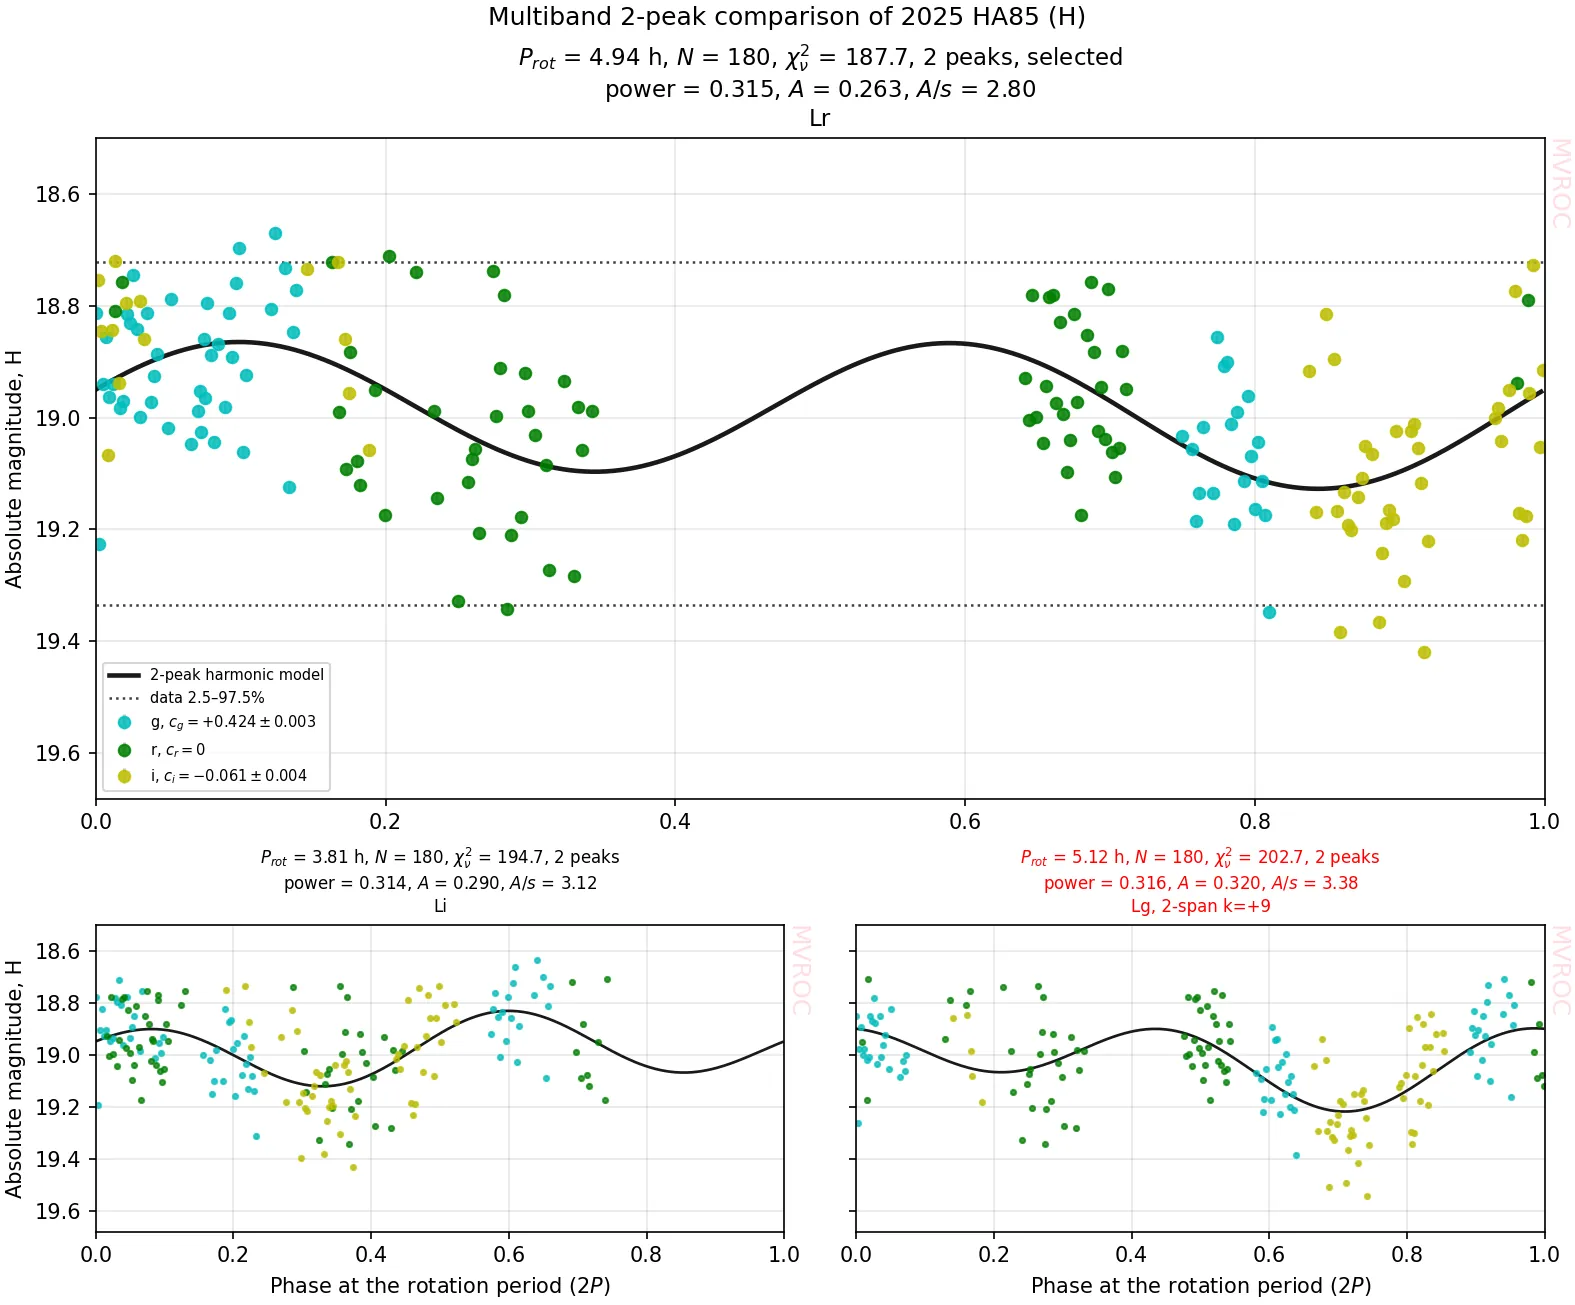 Multiband 2-peak comparison of 2025 HA85 (H)
P_rot = 4.94 h, N = 180, χ²_ν = 187.7, 2 peaks, selected
power = 0.315, A = 0.263, A/s = 2.80
Lr
MVROC
Absolute magnitude, H
18.6
18.8
19.0
19.2
19.4
19.6
2-peak harmonic model
data 2.5–97.5%
g, c_g = +0.424 ± 0.003
r, c_r = 0
i, c_i = −0.061 ± 0.004
0.0 0.2 0.4 0.6 0.8 1.0
P_rot = 3.81 h, N = 180, χ²_ν = 194.7, 2 peaks
power = 0.314, A = 0.290, A/s = 3.12
Li
MVROC
Absolute magnitude, H
18.6
18.8
19.0
19.2
19.4
19.6
0.0 0.2 0.4 0.6 0.8 1.0
Phase at the rotation period (2P)
P_rot = 5.12 h, N = 180, χ²_ν = 202.7, 2 peaks
power = 0.316, A = 0.320, A/s = 3.38
Lg, 2-span k=+9
MVROC
0.0 0.2 0.4 0.6 0.8 1.0
Phase at the rotation period (2P)